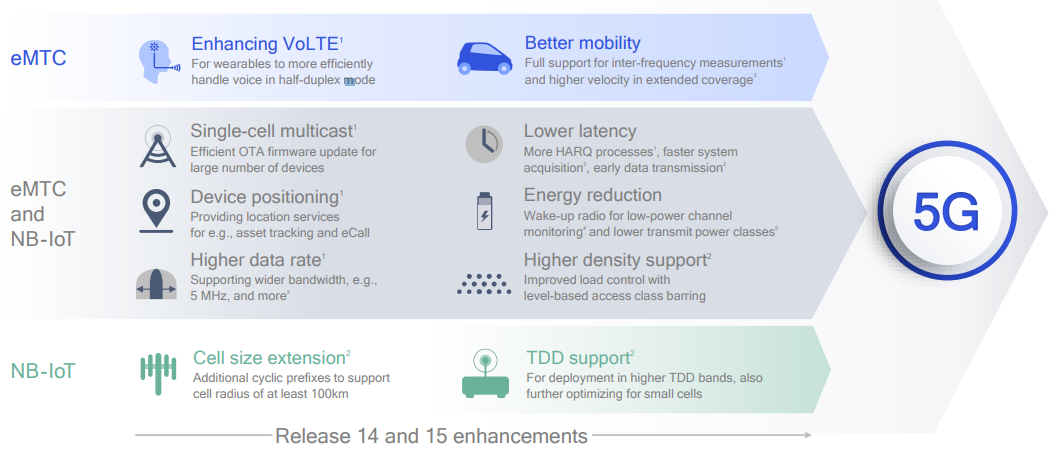 eMTC
Enhancing VoLTE¹
For wearables to more efficiently
handle voice in half-duplex mode
Better mobility
Full support for inter-frequency measurements¹
and higher velocity in extended coverage²
eMTC
and
NB-IoT
Single-cell multicast¹
Efficient OTA firmware update for
large number of devices
Lower latency
More HARQ processes¹, faster system
acquisition², early data transmission²
Device positioning¹
Providing location services
for e.g., asset tracking and eCall
Energy reduction
Wake-up radio for low-power channel
monitoring⁴ and lower transmit power classes⁵
Higher data rate¹
Supporting wider bandwidth, e.g.,
5 MHz, and more³
Higher density support²
Improved load control with
level-based access class barring
NB-IoT
Cell size extension²
Additional cyclic prefixes to support
cell radius of at least 100km
TDD support²
For deployment in higher TDD bands, also
further optimizing for small cells
5G
Release 14 and 15 enhancements